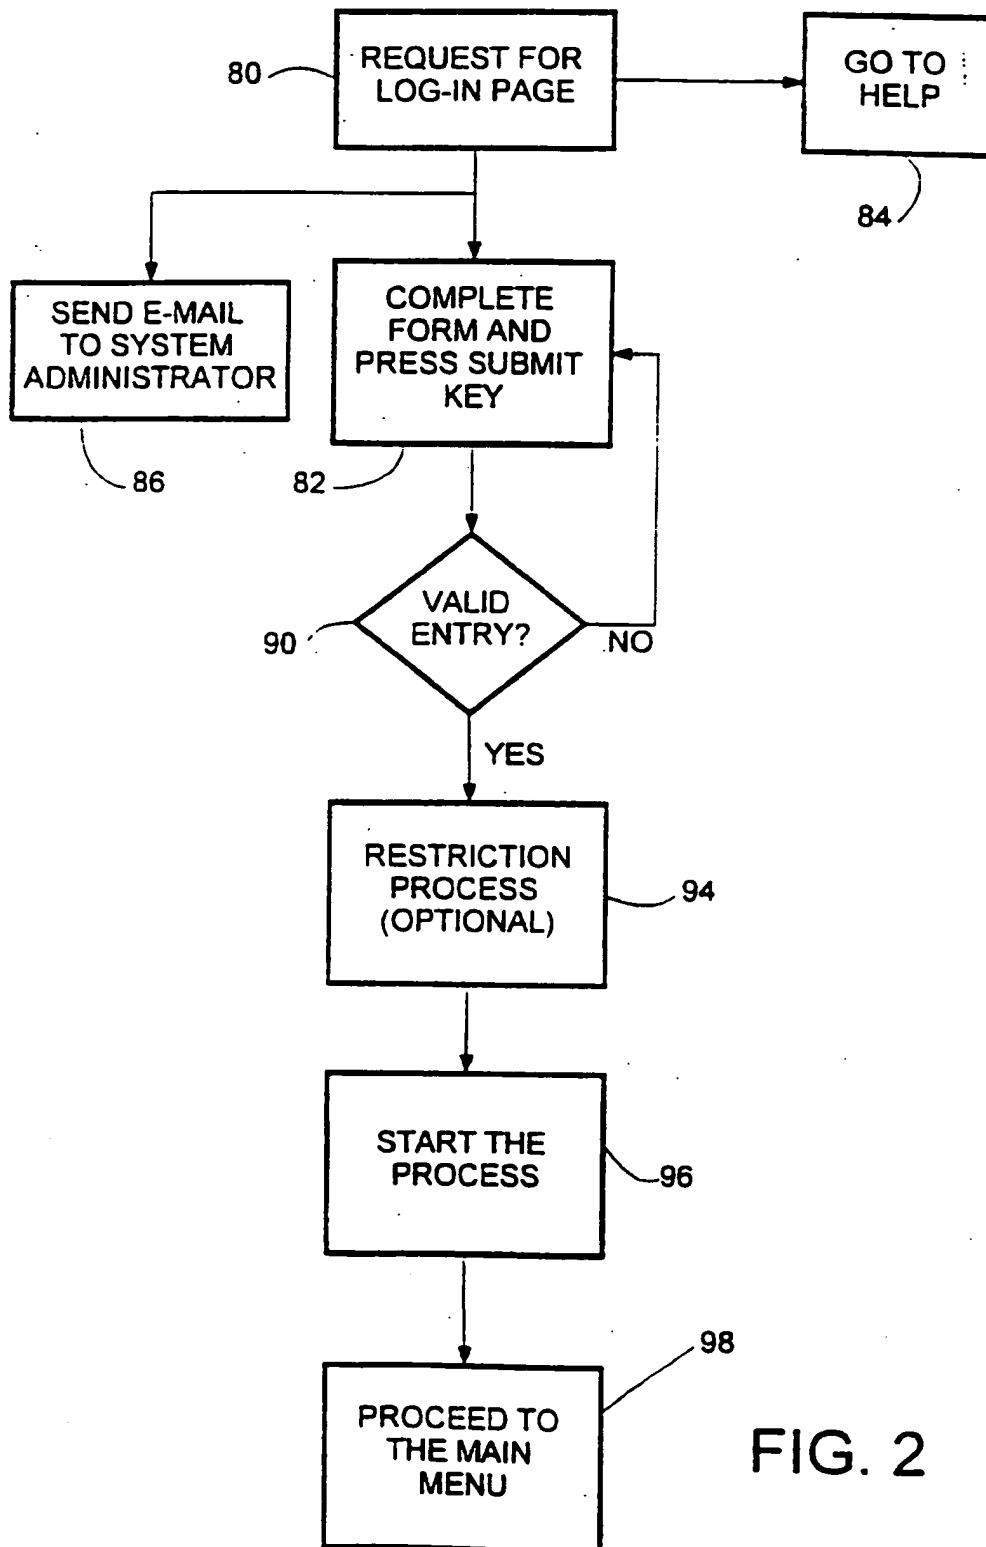 80
REQUEST FOR
LOG-IN PAGE
GO TO
HELP
84
SEND E-MAIL
TO SYSTEM
ADMINISTRATOR
86
COMPLETE
FORM AND
PRESS SUBMIT
KEY
82
VALID
ENTRY?
90
NO
YES
RESTRICTION
PROCESS
(OPTIONAL)
94
START THE
PROCESS
96
98
PROCEED TO
THE MAIN
MENU
FIG. 2